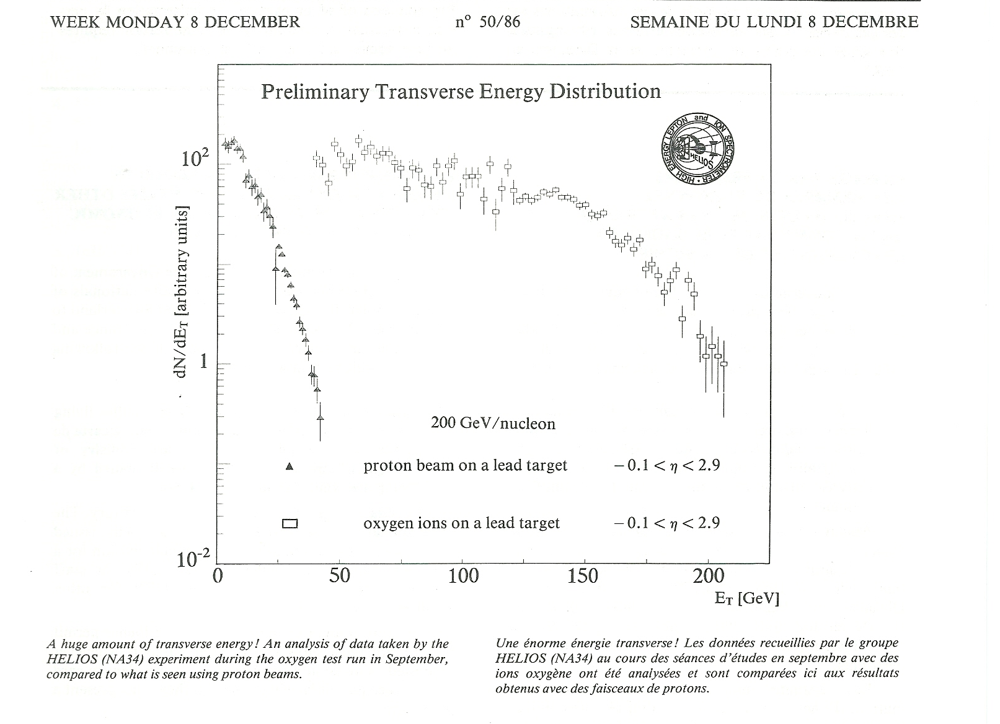 WEEK MONDAY 8 DECEMBER
nº 50/86
SEMAINE DU LUNDI 8 DECEMBRE
Preliminary Transverse Energy Distribution
HIGH ENERGY LEPTON and ION SPECTROMETER
HELIOS
10²
1
10⁻²
dN/dE_T [arbitrary units]
200 GeV/nucleon
▲ proton beam on a lead target −0.1 < η < 2.9
▭ oxygen ions on a lead target −0.1 < η < 2.9
0 50 100 150 200
E_T [GeV]
A huge amount of transverse energy! An analysis of data taken by the
HELIOS (NA34) experiment during the oxygen test run in September,
compared to what is seen using proton beams.
Une énorme énergie transverse! Les données recueillies par le groupe
HELIOS (NA34) au cours des séances d'études en septembre avec des
ions oxygène ont été analysées et sont comparées ici aux résultats
obtenus avec des faisceaux de protons.